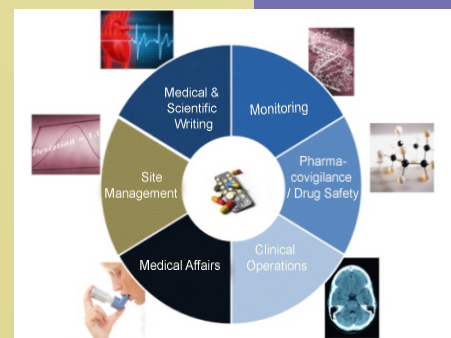 Medical &
Scientific
Writing
Monitoring
Pharma-
covigilance
/ Drug Safety
Clinical
Operations
Medical Affairs
Site
Management